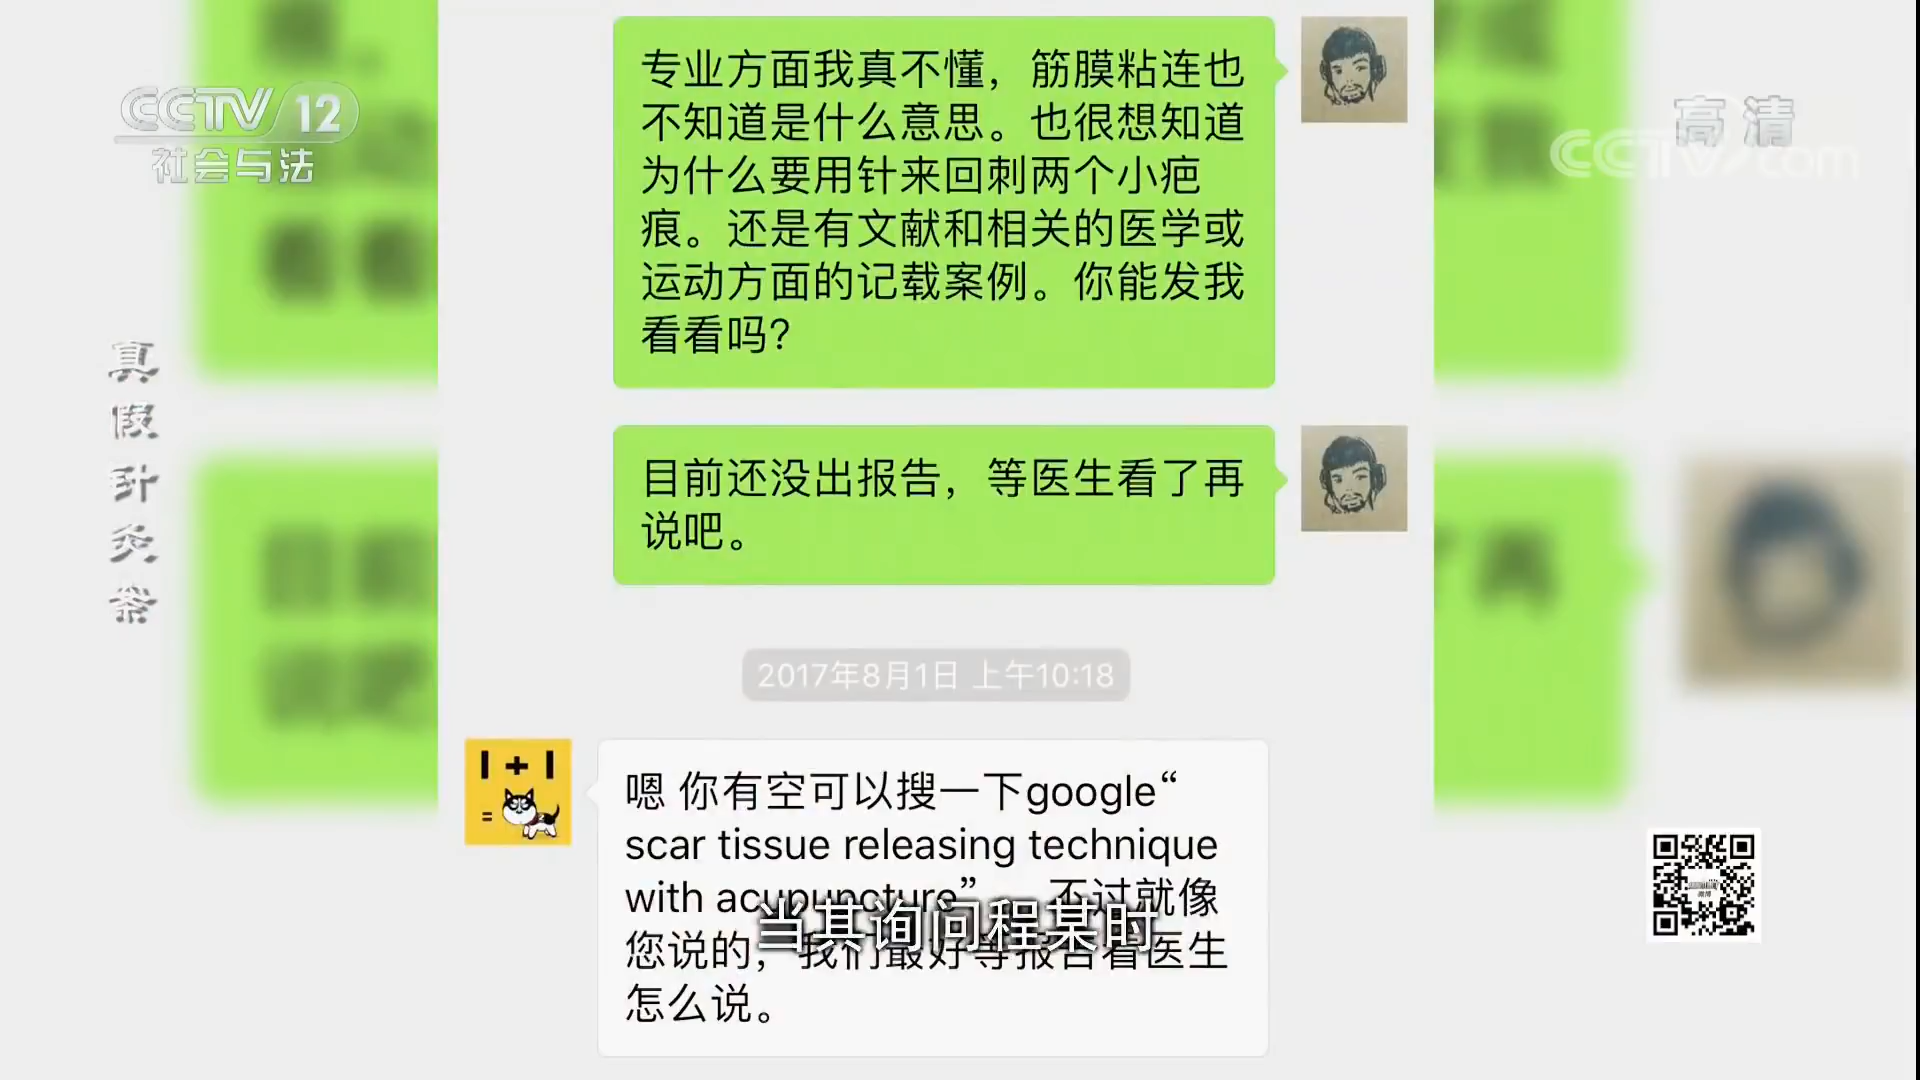 CCTV 12
社会与法
高清
CCTV.com
真假针灸案
专业方面我真不懂，筋膜粘连也
不知道是什么意思。也很想知道
为什么要用针来回刺两个小疤
痕。还是有文献和相关的医学或
运动方面的记载案例。你能发我
看看吗？
目前还没出报告，等医生看了再
说吧。
2017年8月1日 上午10:18
1+1
=
嗯 你有空可以搜一下google“
scar tissue releasing technique
with acupuncture” 不过就像
您说的，我们最好等报告看医生
怎么说。
当其询问程某时